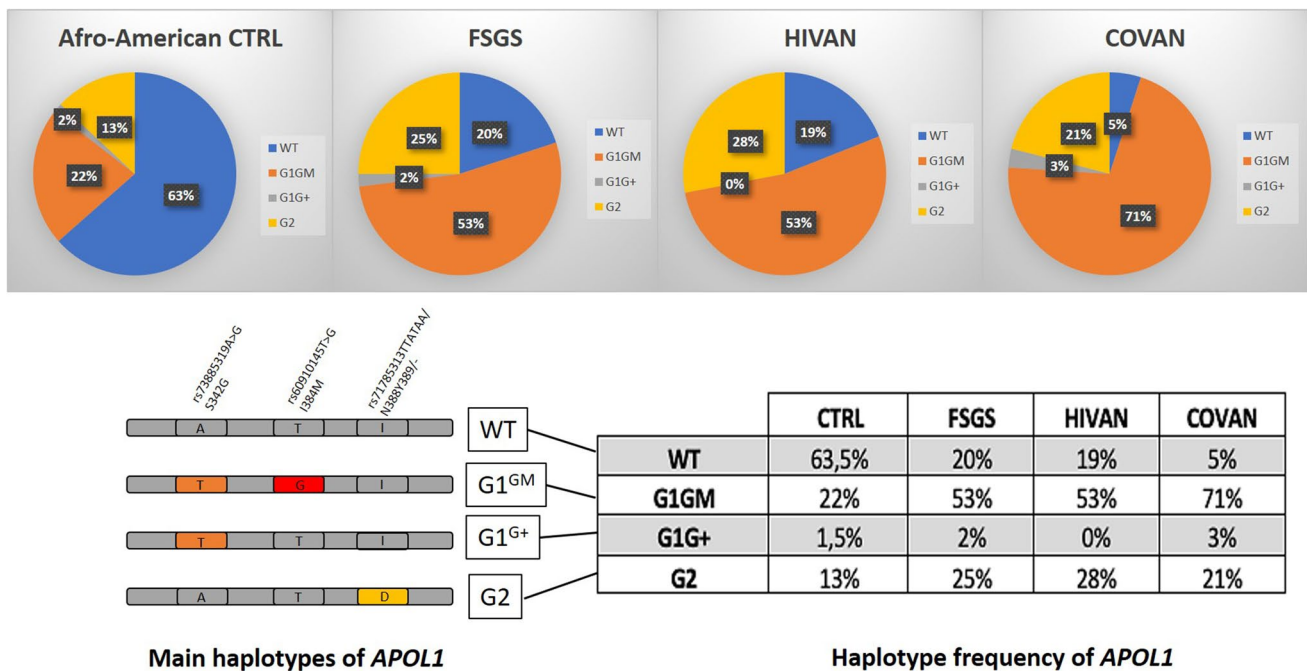 Afro-American CTRL
2%
13%
22%
63%
WT
G1GM
G1G+
G2
FSGS
25%
20%
2%
53%
WT
G1GM
G1G+
G2
HIVAN
28%
19%
0%
53%
WT
G1GM
G1G+
G2
COVAN
21%
5%
3%
71%
WT
G1GM
G1G+
G2
rs73885319A>G
S342G
rs60910145T>G
I384M
rs71785313TTATAA/
N388Y389/-
A T I WT
T G I G1GM
T T I G1G+
A T D G2
CTRL FSGS HIVAN COVAN
WT 63,5% 20% 19% 5%
G1GM 22% 53% 53% 71%
G1G+ 1,5% 2% 0% 3%
G2 13% 25% 28% 21%
Main haplotypes of APOL1
Haplotype frequency of APOL1